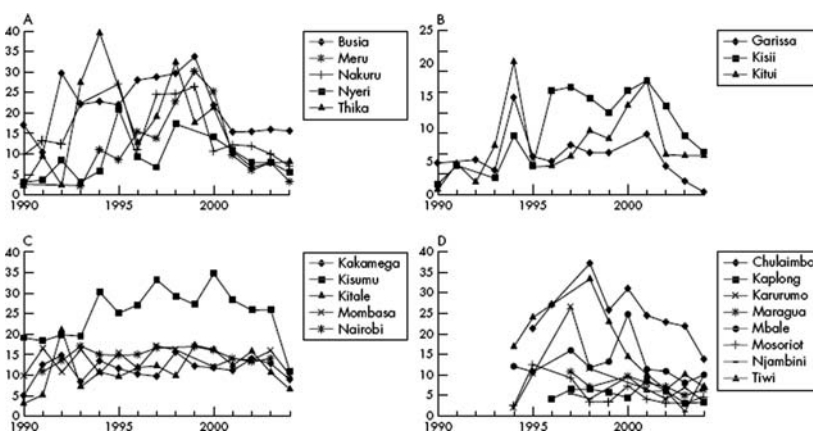 A
40
35
30
25
20
15
10
5
0
1990
1995
2000
Busia
Meru
Nakuru
Nyeri
Thika
B
25
20
15
10
5
0
1990
1995
2000
Garissa
Kisii
Kitui
C
40
35
30
25
20
15
10
5
0
1990
1995
2000
Kakamega
Kisumu
Kitale
Mombasa
Nairobi
D
40
35
30
25
20
15
10
5
0
1990
1995
2000
Chulaimbo
Kaplong
Karurumo
Maragua
Mbale
Mosoriot
Njambini
Tiwi